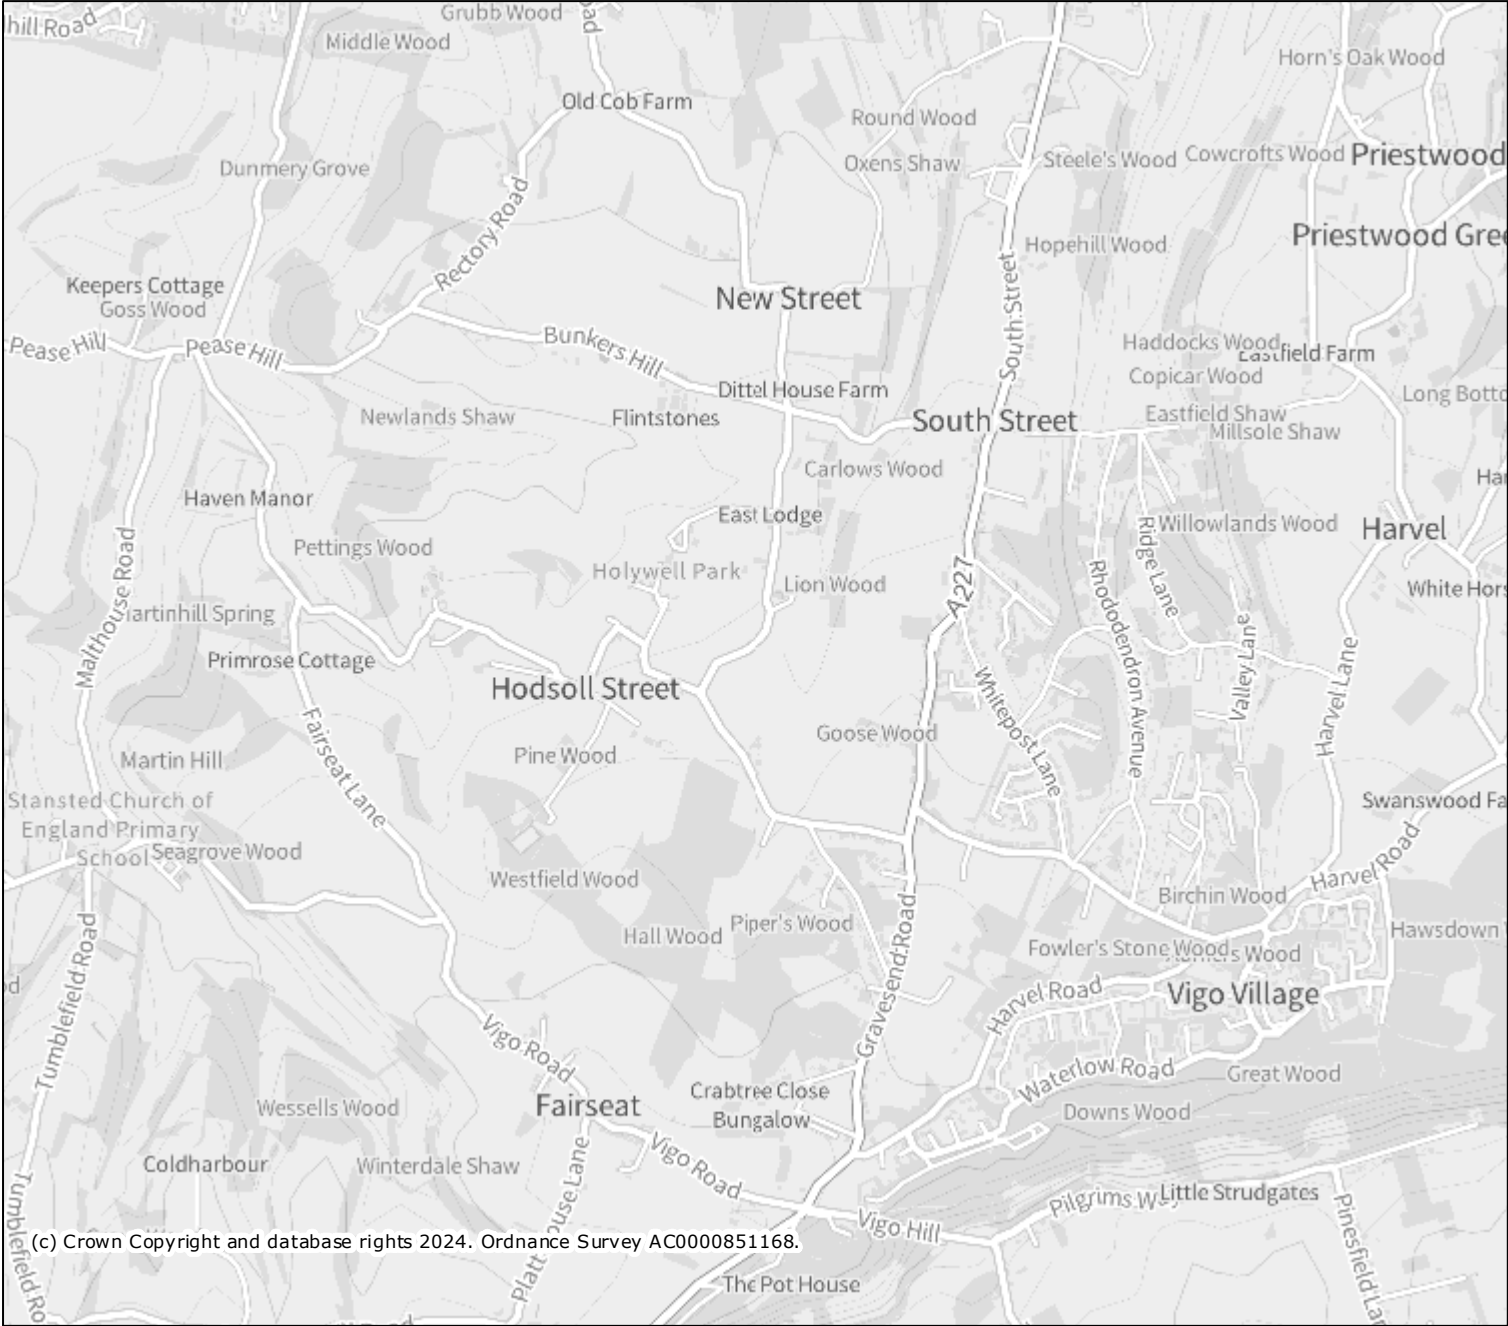 hill Road
Grubb Wood
Middle Wood
Horn's Oak Wood
Old Cob Farm
Round Wood
Oxens Shaw
Steele's Wood
Cowcrofts Wood
Priestwood
Dunmery Grove
Rectory Road
Hopehill Wood
Priestwood Gree
Keepers Cottage
Goss Wood
New Street
South Street
Pease Hill
Pease Hill
Bunkers Hill
Haddocks Wood
Eastfield Farm
Copicar Wood
Dittel House Farm
Long Botto
Newlands Shaw
Flintstones
South Street
Eastfield Shaw
Millsole Shaw
Carlows Wood
Haven Manor
East Lodge
Ridge Lane
Willowlands Wood
Harvel
Ha
Malthouse Road
Pettings Wood
Holywell Park
Lion Wood
A227
Rhododendron Avenue
White Hors
artinhill Spring
Primrose Cottage
Hodsoll Street
Whitepost Lane
Valley Lane
Harvel Lane
Fairseat Lane
Goose Wood
Pine Wood
Martin Hill
Stansted Church of
England Primary
School
Seagrove Wood
Swanswood Fa
Harvel Road
Westfield Wood
Birchin Wood
Hall Wood
Piper's Wood
Gravesend Road
Fowler's Stone Wood
s Wood
Hawsdown
Tumblefield Road
Harvel Road
Vigo Village
Vigo Road
Waterlow Road
Great Wood
Crabtree Close
Bungalow
Downs Wood
Wessells Wood
Fairseat
Coldharbour
Winterdale Shaw
Vigo Road
Pilgrims W
Little Strudgates
Tumblefield Ro
Platt ouse Lane
Vigo Hill
Pinesfield Lan
(c) Crown Copyright and database rights 2024. Ordnance Survey AC0000851168.
The Pot House